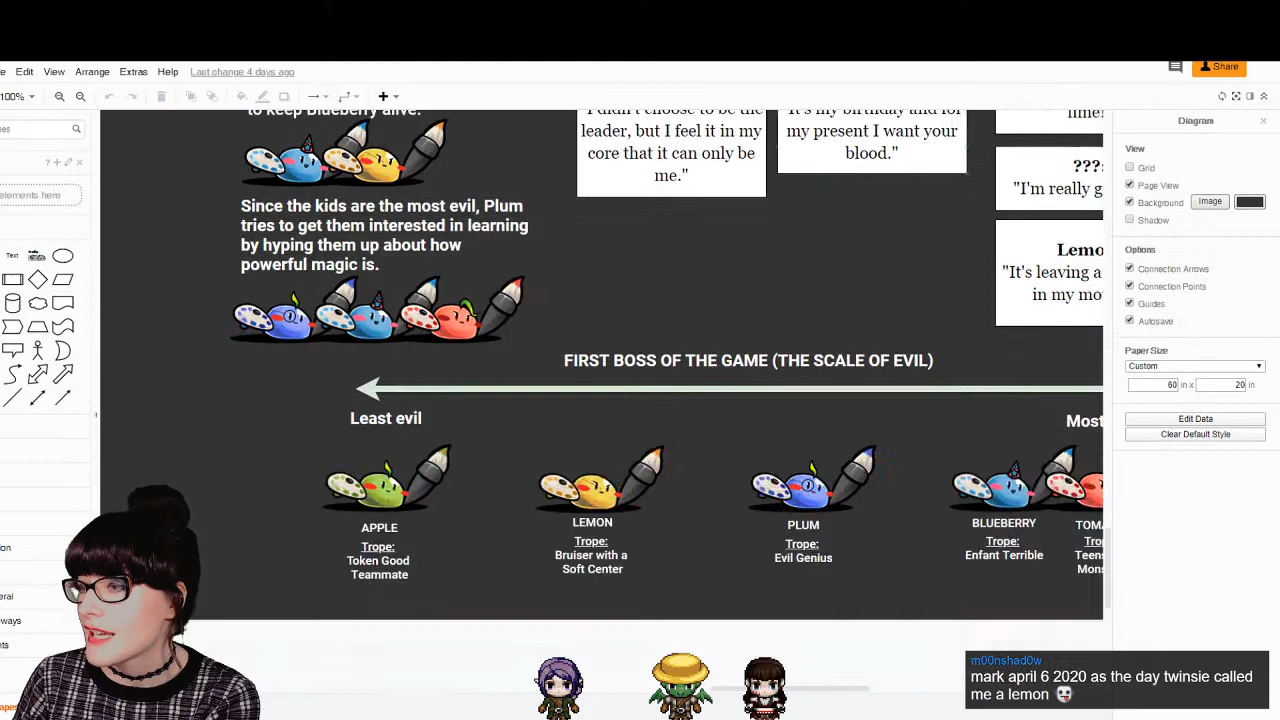 Edit View Arrange Extras Help Last change 4 days ago
Share
100%
to keep Blueberry alive.
Since the kids are the most evil, Plum
tries to get them interested in learning
by hyping them up about how
powerful magic is.
I didn't choose to be the
leader, but I feel it in my
core that it can only be
me."
It's my birthday and for
my present I want your
blood."
"I'm really g
"It's leaving a
in my mo
elements here
Text
FIRST BOSS OF THE GAME (THE SCALE OF EVIL)
Least evil
Most
APPLE
Trope:
Token Good
Teammate
LEMON
Trope:
Bruiser with a
Soft Center
PLUM
Trope:
Evil Genius
BLUEBERRY
Trope:
Enfant Terrible
Diagram
View
Grid
Page View
Background Image
Shadow
Options
Connection Arrows
Connection Points
Guides
Autosave
Paper Size
Custom
60 in x 20 in
Edit Data
Clear Default Style
m00nshad0w
mark april 6 2020 as the day twinsie called
me a lemon